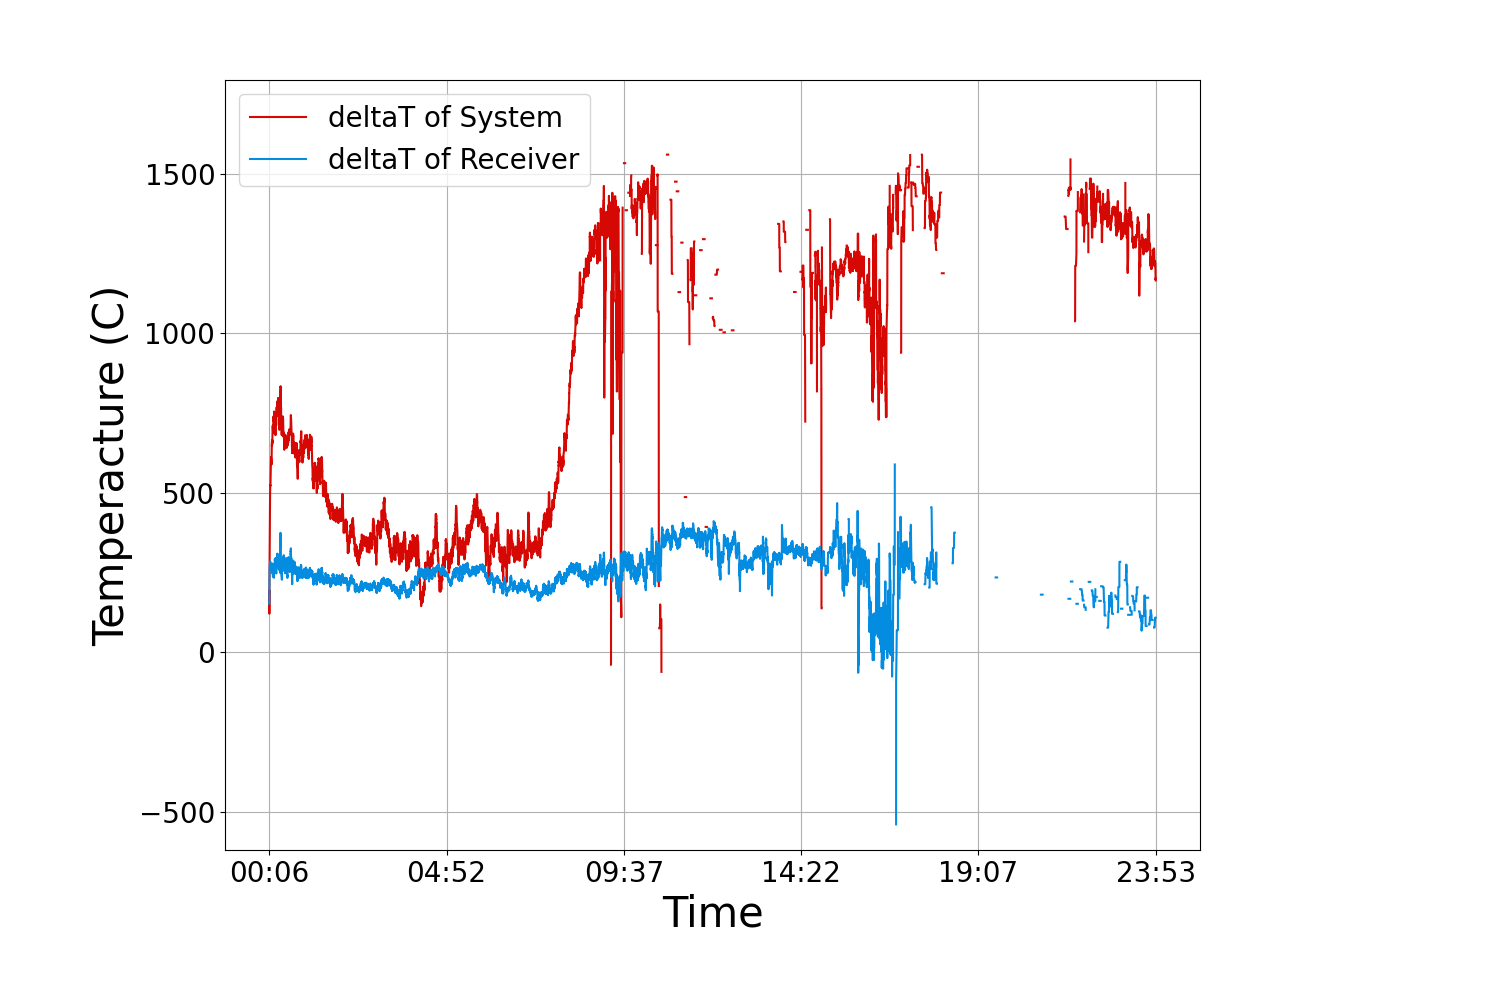 deltaT of System
deltaT of Receiver
1500
1000
500
0
−500
Temperacture (C)
00:06 04:52 09:37 14:22 19:07 23:53
Time